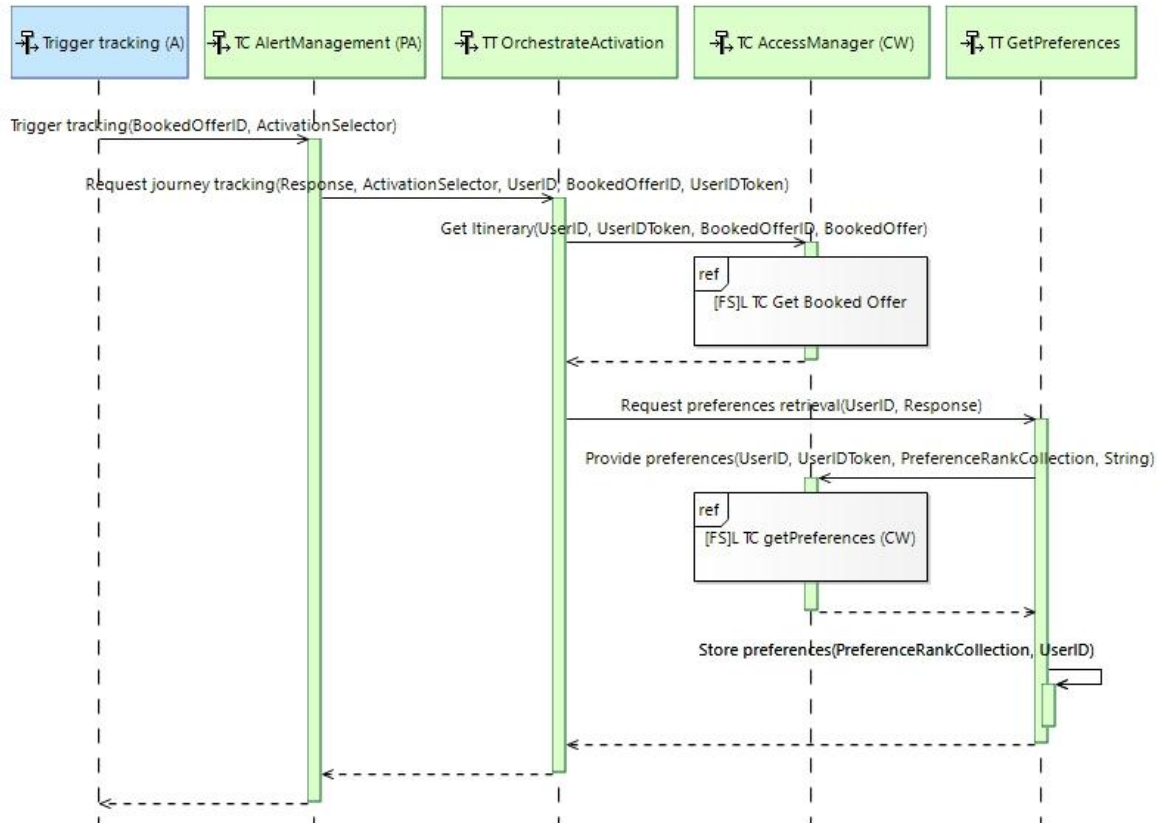 Trigger tracking (A)
TC AlertManagement (PA)
TT OrchestrateActivation
TC AccessManager (CW)
TT GetPreferences
Trigger tracking(BookedOfferID, ActivationSelector)
Request journey tracking(Response, ActivationSelector, UserID, BookedOfferID, UserIDToken)
Get Itinerary(UserID, UserIDToken, BookedOfferID, BookedOffer)
ref
[FS]L TC Get Booked Offer
Request preferences retrieval(UserID, Response)
Provide preferences(UserID, UserIDToken, PreferenceRankCollection, String)
ref
[FS]L TC getPreferences (CW)
Store preferences(PreferenceRankCollection, UserID)